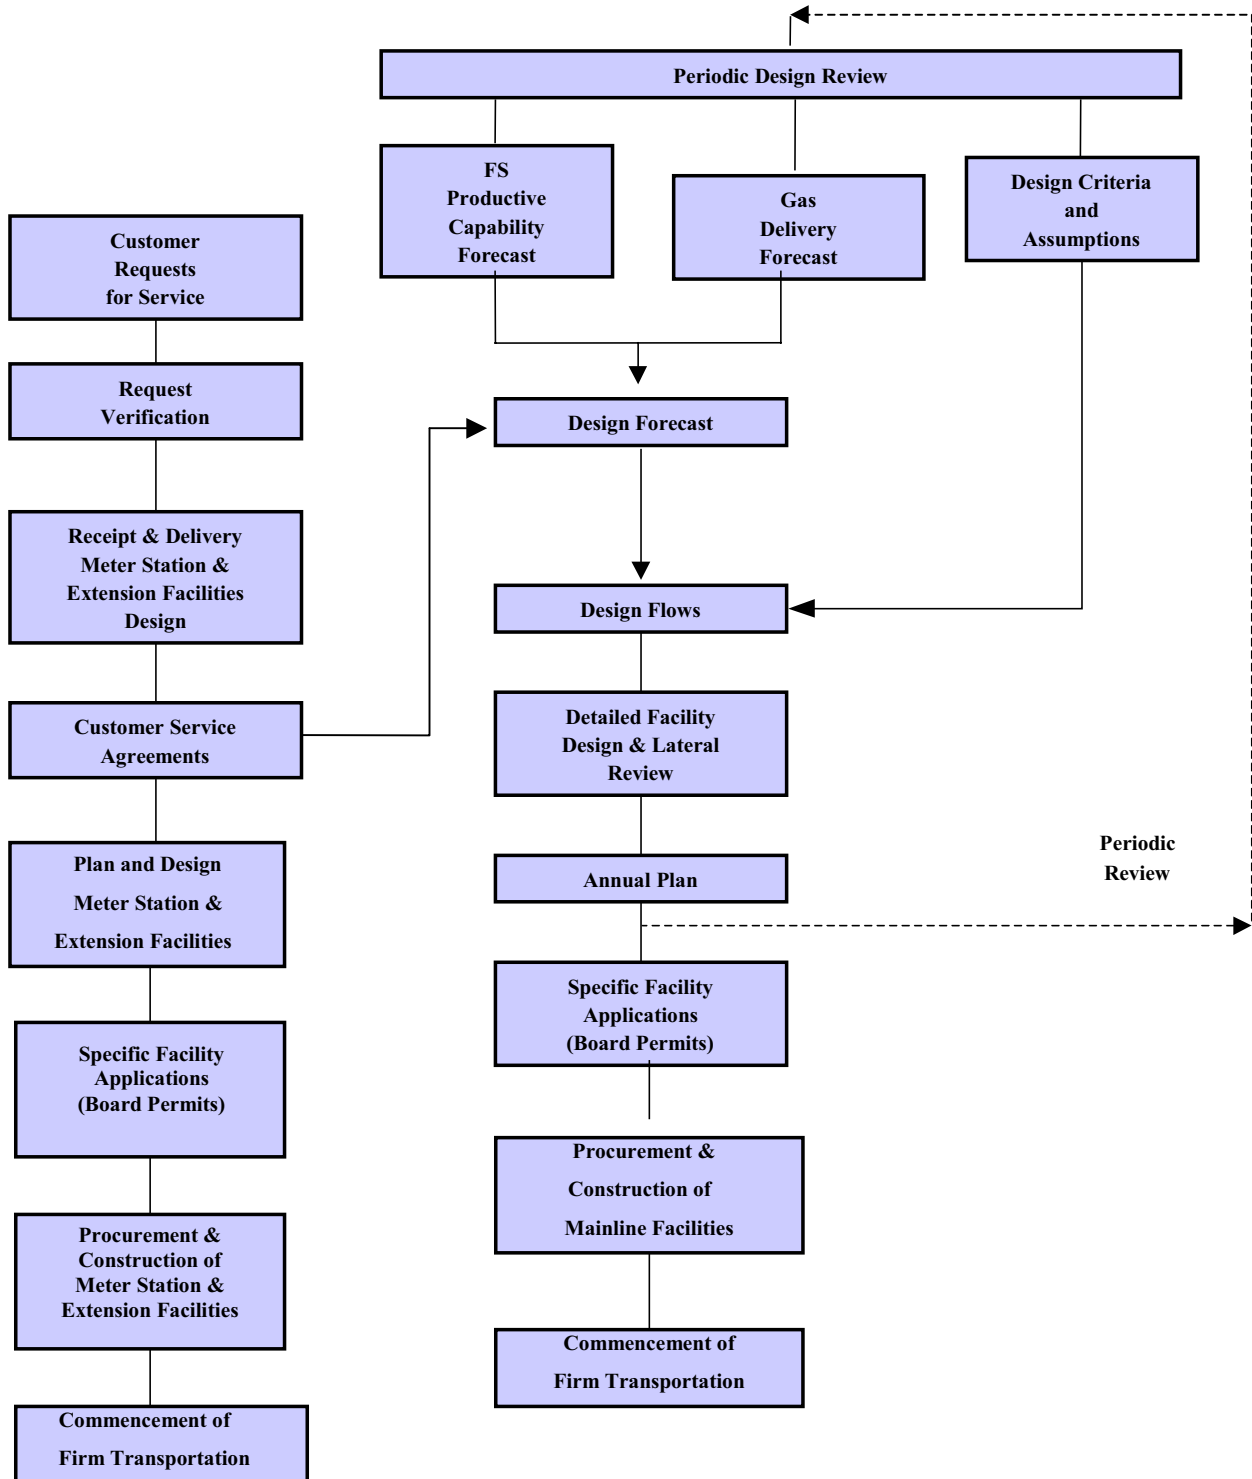 Periodic Design Review
FS
Productive
Capability
Forecast
Gas
Delivery
Forecast
Design Criteria
and
Assumptions
Customer
Requests
for Service
Request
Verification
Design Forecast
Receipt & Delivery
Meter Station &
Extension Facilities
Design
Design Flows
Customer Service
Agreements
Detailed Facility
Design & Lateral
Review
Plan and Design
Meter Station &
Extension Facilities
Annual Plan
Periodic
Review
Specific Facility
Applications
(Board Permits)
Specific Facility
Applications
(Board Permits)
Procurement &
Construction of
Mainline Facilities
Procurement &
Construction of
Meter Station &
Extension Facilities
Commencement of
Firm Transportation
Commencement of
Firm Transportation